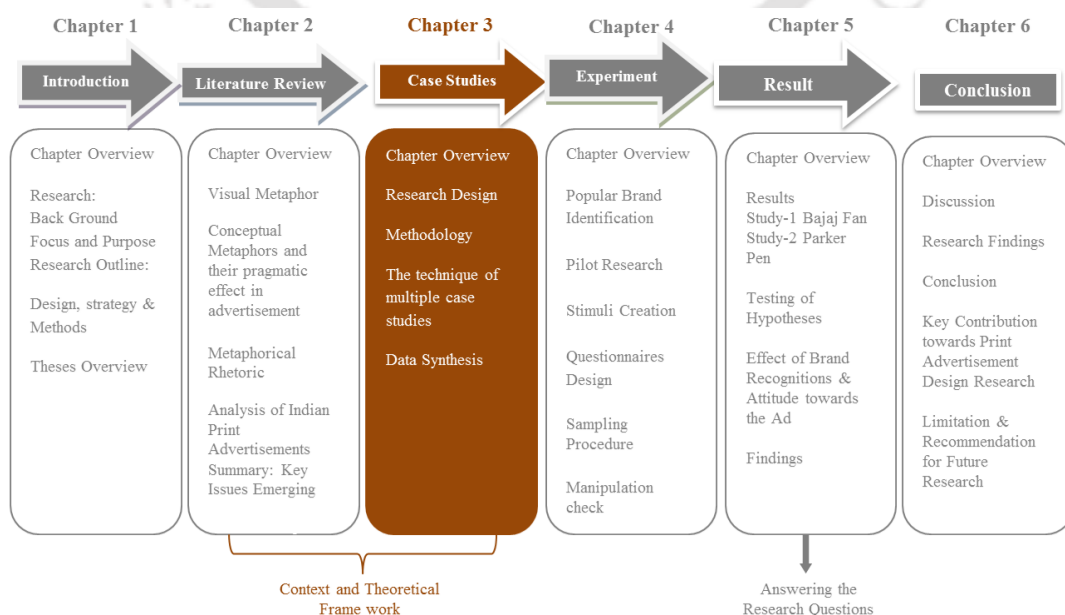 Chapter 1
Chapter 2
Chapter 3
Chapter 4
Chapter 5
Chapter 6
Introduction
Literature Review
Case Studies
Experiment
Result
Conclusion
Chapter Overview
Research:
Back Ground
Focus and Purpose
Research Outline:
Design, strategy &
Methods
Theses Overview
Chapter Overview
Visual Metaphor
Conceptual
Metaphors and
their pragmatic
effect in
advertisement
Metaphorical
Rhetoric
Analysis of Indian
Print
Advertisements
Summary: Key
Issues Emerging
Chapter Overview
Research Design
Methodology
The technique of
multiple case
studies
Data Synthesis
Chapter Overview
Popular Brand
Identification
Pilot Research
Stimuli Creation
Questionnaires
Design
Sampling
Procedure
Manipulation
check
Chapter Overview
Results
Study-1 Bajaj Fan
Study-2 Parker
Pen
Testing of
Hypotheses
Effect of Brand
Recognitions &
Attitude towards
the Ad
Findings
Chapter Overview
Discussion
Research Findings
Conclusion
Key Contribution
towards Print
Advertisement
Design Research
Limitation &
Recommendation
for Future
Research
Context and Theoretical
Frame work
Answering the
Research Questions